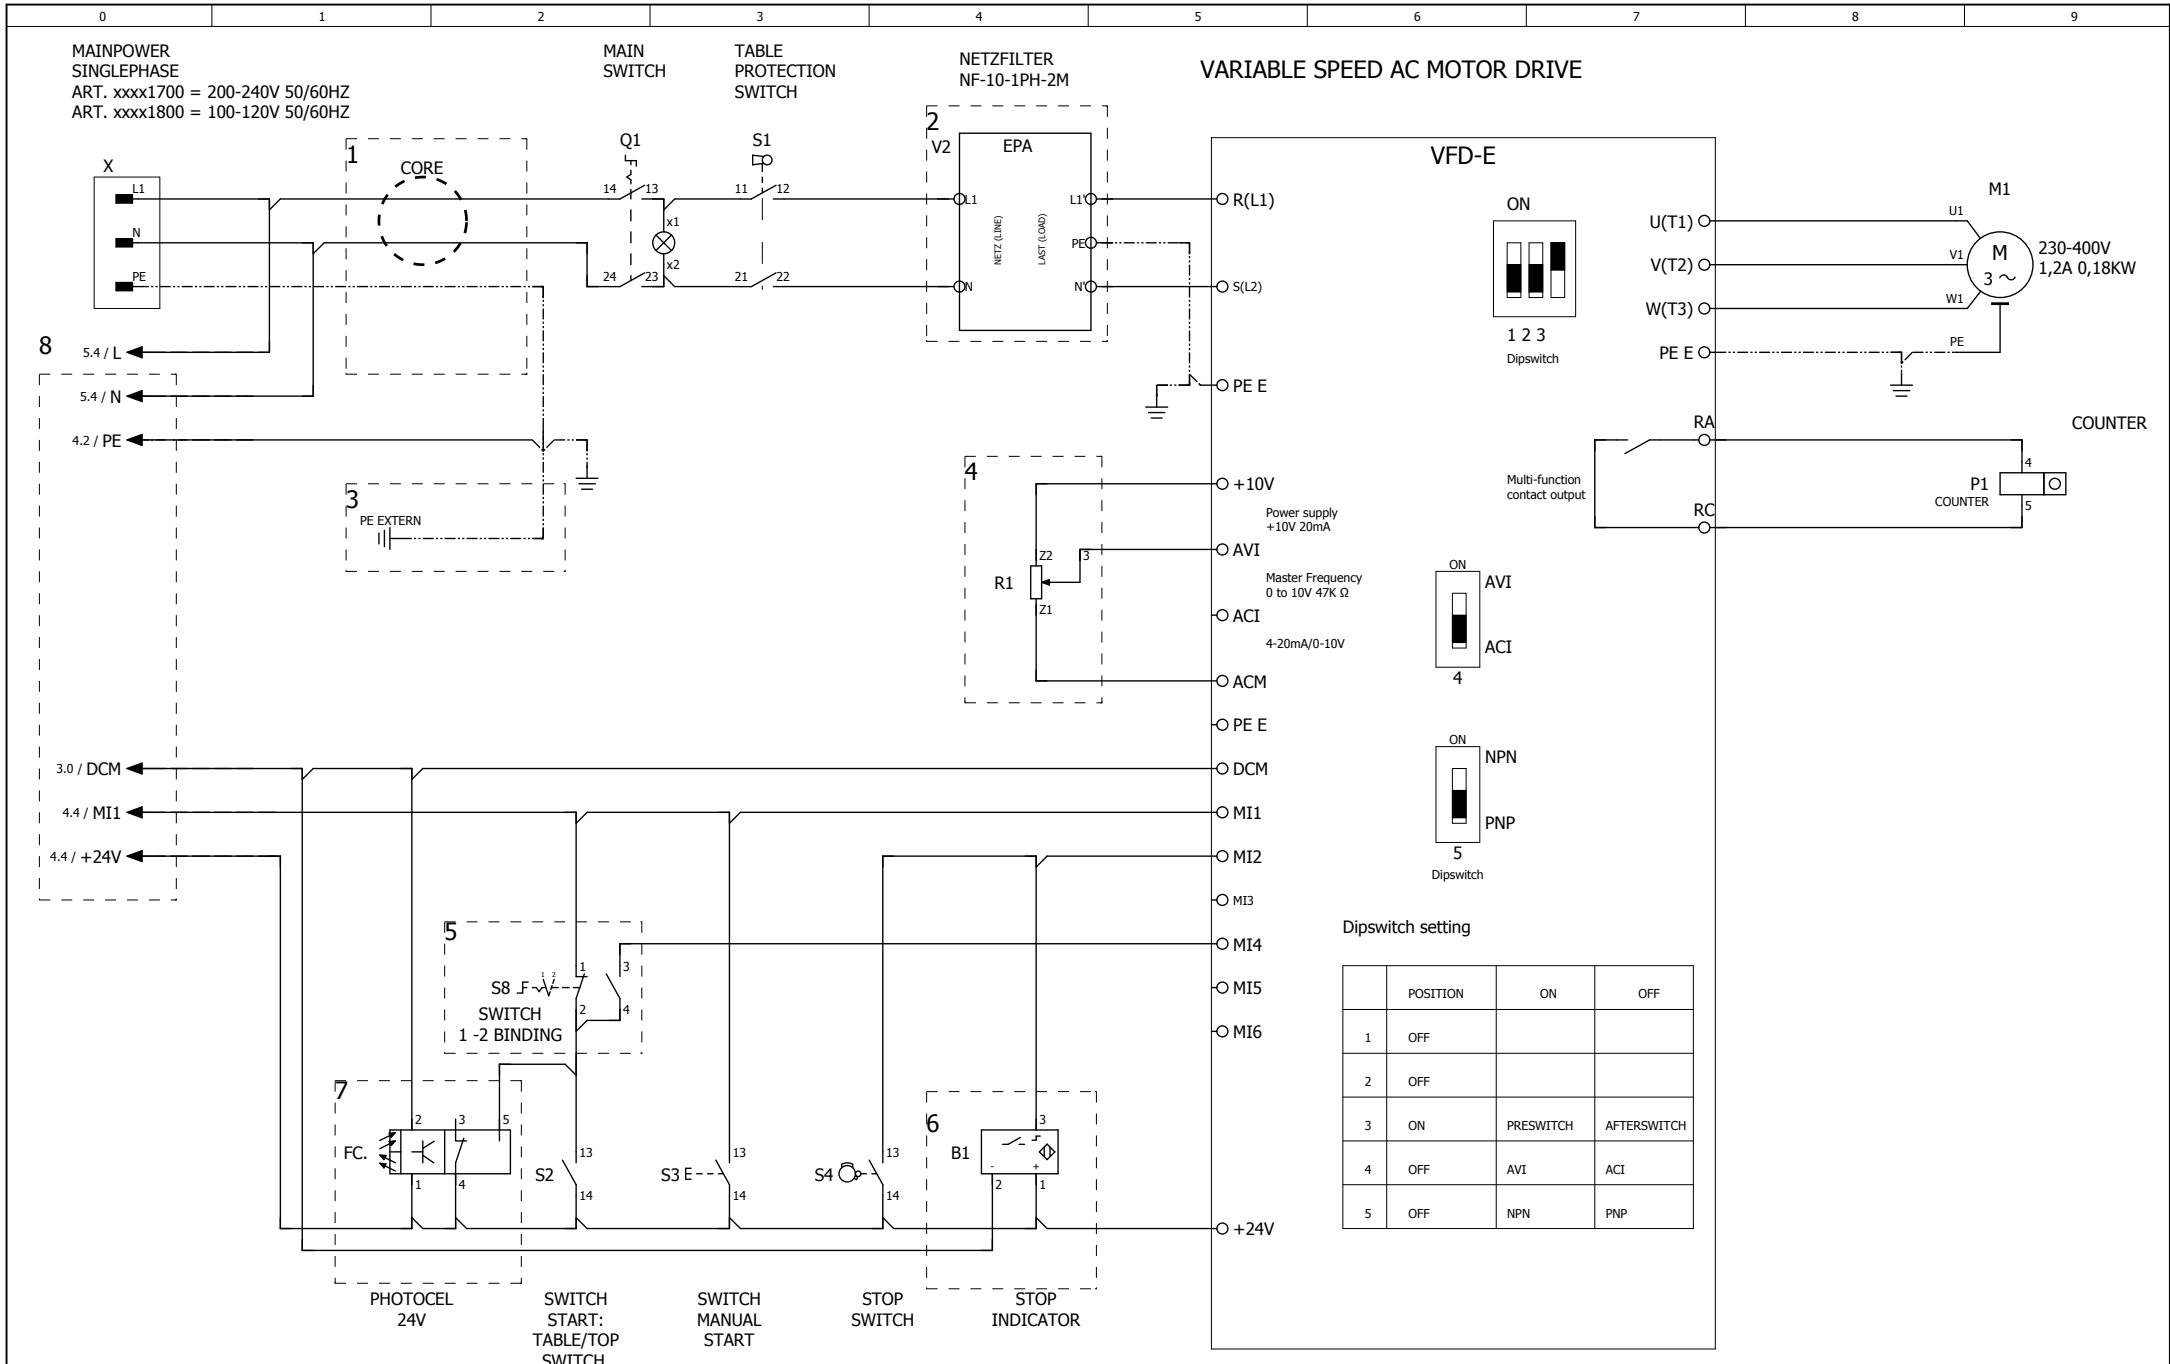 0 1 2 3 4 5 6 7 8 9
MAINPOWER
SINGLEPHASE
ART. xxxx1700 = 200-240V 50/60HZ
ART. xxxx1800 = 100-120V 50/60HZ
MAIN
SWITCH
TABLE
PROTECTION
SWITCH
NETZFILTER
NF-10-1PH-2M
VARIABLE SPEED AC MOTOR DRIVE
X
L1
N
PE
1
CORE
Q1
14 13
24 23
x1
x2
S1
11 12
21 22
2
V2
EPA
L1
N
NETZ (LINE)
LAST (LOAD)
L1'
PE
N'
VFD-E
R(L1)
S(L2)
PE E
ON
1 2 3
Dipswitch
U(T1)
V(T2)
W(T3)
PE E
U1
V1
W1
PE
M1
M
3 ~
230-400V
1,2A 0,18KW
8
5.4 / L
5.4 / N
4.2 / PE
3
PE EXTERN
4
R1
Z2
3
Z1
+10V
Power supply
+10V 20mA
AVI
Master Frequency
0 to 10V 47K Ω
ACI
4-20mA/0-10V
ACM
PE E
RA
RC
Multi-function
contact output
COUNTER
4
P1
COUNTER
5
ON
AVI
ACI
4
ON
NPN
PNP
5
Dipswitch
3.0 / DCM
4.4 / MI1
4.4 / +24V
DCM
MI1
MI2
MI3
MI4
MI5
MI6
+24V
5
S8
1 2
1 3
2 4
SWITCH
1 -2 BINDING
7
FC.
2 3 5
1 4
S2
13
14
S3 E
13
14
S4
13
14
6
B1
3
- +
2 1
PHOTOCEL
24V
SWITCH
START:
TABLE/TOP
SWITCH
SWITCH
MANUAL
START
STOP
SWITCH
STOP
INDICATOR
Dipswitch setting
POSITION ON OFF
1 OFF
2 OFF
3 ON PRESWITCH AFTERSWITCH
4 OFF AVI ACI
5 OFF NPN PNP